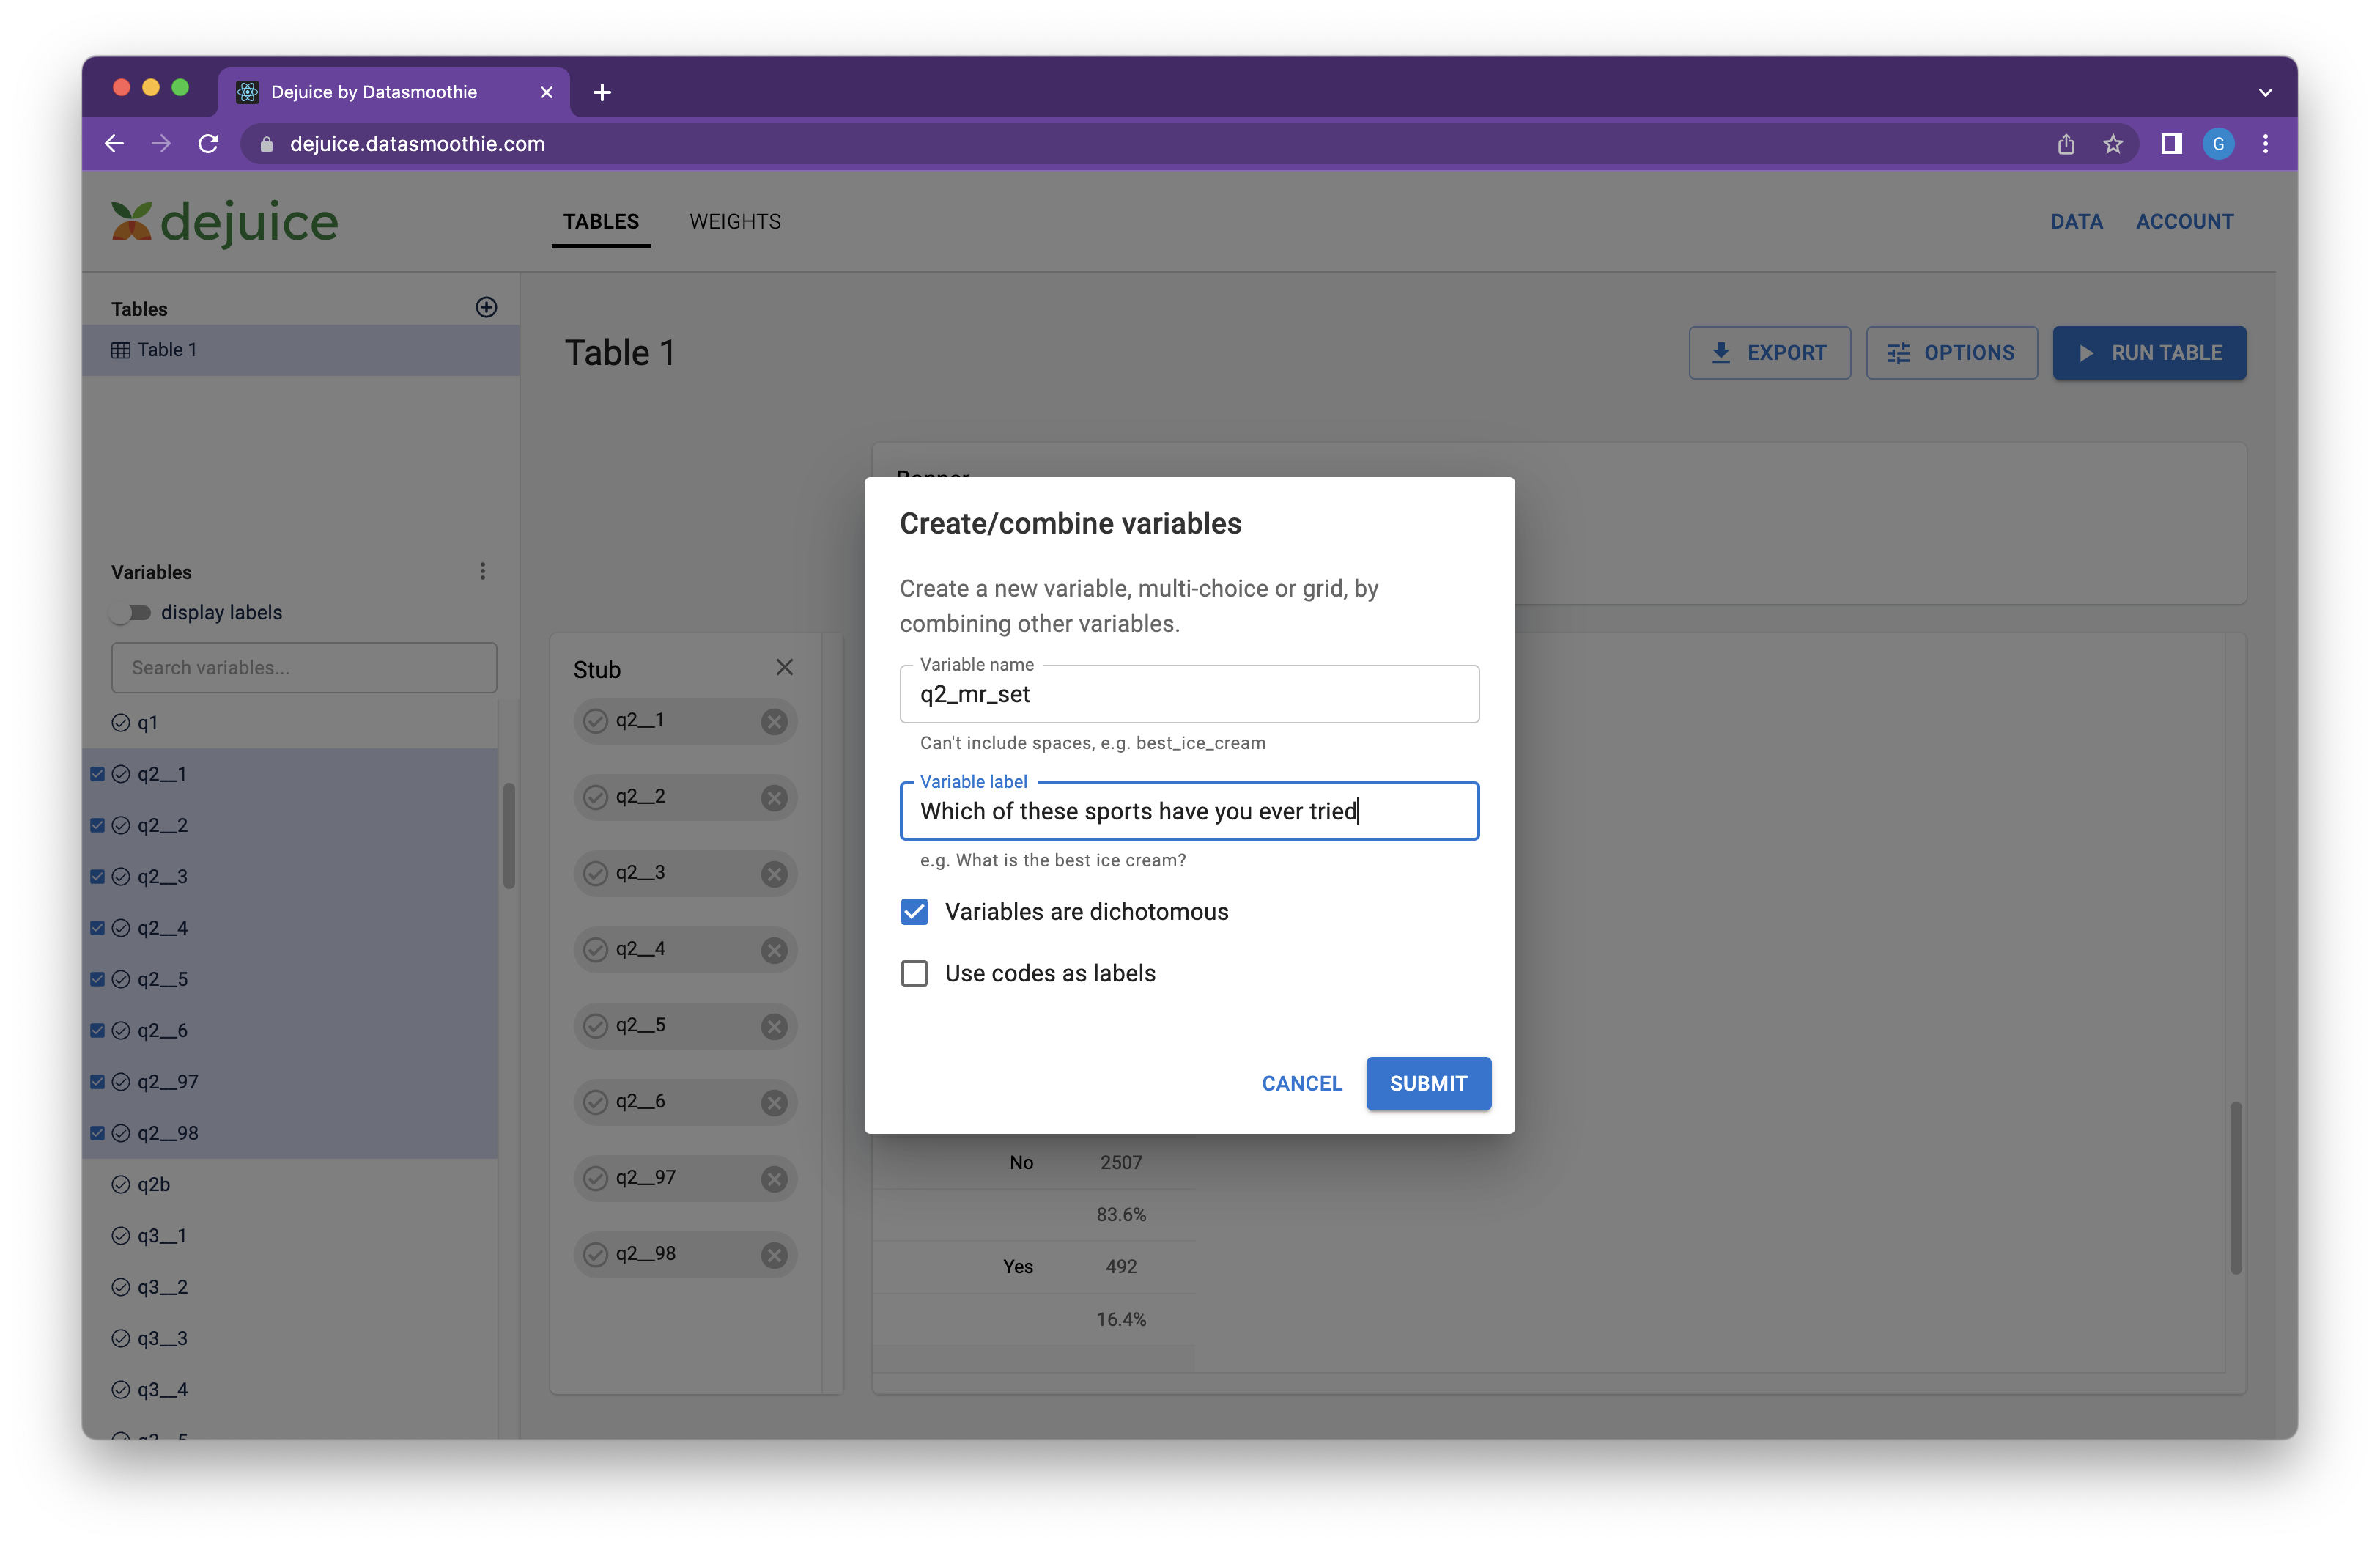 Dejuice by Datasmoothie
dejuice.datasmoothie.com
G
dejuice
TABLES
WEIGHTS
DATA
ACCOUNT
Tables
Table 1
Table 1
EXPORT
OPTIONS
RUN TABLE
Variables
display labels
Search variables...
q1
q2__1
q2__2
q2__3
q2__4
q2__5
q2__6
q2__97
q2__98
q2b
q3__1
q3__2
q3__3
q3__4
Stub
q2__1
q2__2
q2__3
q2__4
q2__5
q2__6
q2__97
q2__98
Banner
Create/combine variables
Create a new variable, multi-choice or grid, by
combining other variables.
Variable name
q2_mr_set
Can't include spaces, e.g. best_ice_cream
Variable label
Which of these sports have you ever tried
e.g. What is the best ice cream?
Variables are dichotomous
Use codes as labels
CANCEL
SUBMIT
No 2507
83.6%
Yes 492
16.4%